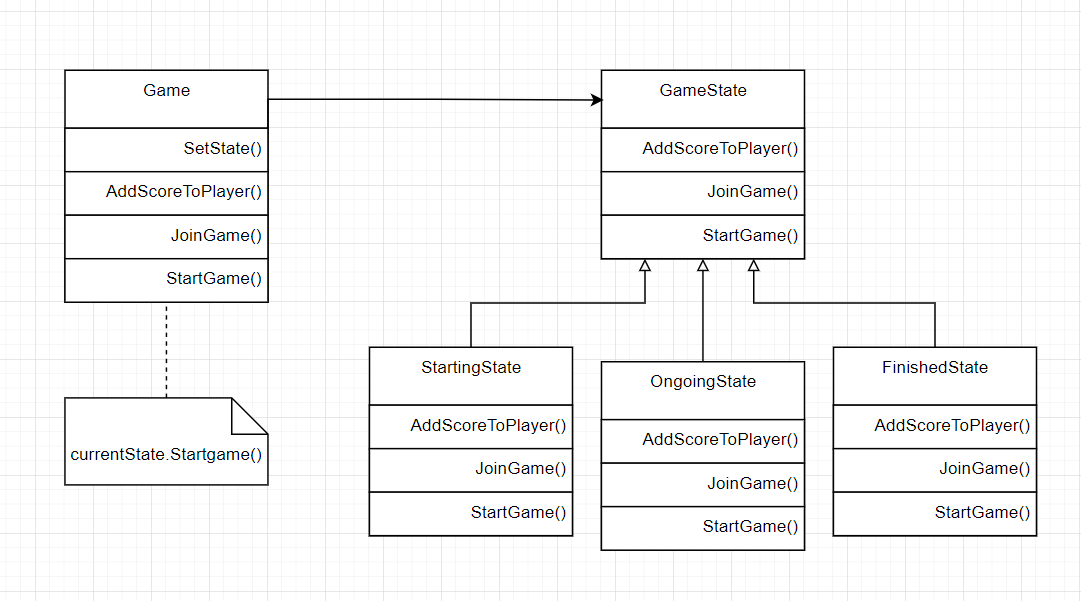 Game
SetState()
AddScoreToPlayer()
JoinGame()
StartGame()
currentState.Startgame()
GameState
AddScoreToPlayer()
JoinGame()
StartGame()
StartingState
AddScoreToPlayer()
JoinGame()
StartGame()
OngoingState
AddScoreToPlayer()
JoinGame()
StartGame()
FinishedState
AddScoreToPlayer()
JoinGame()
StartGame()